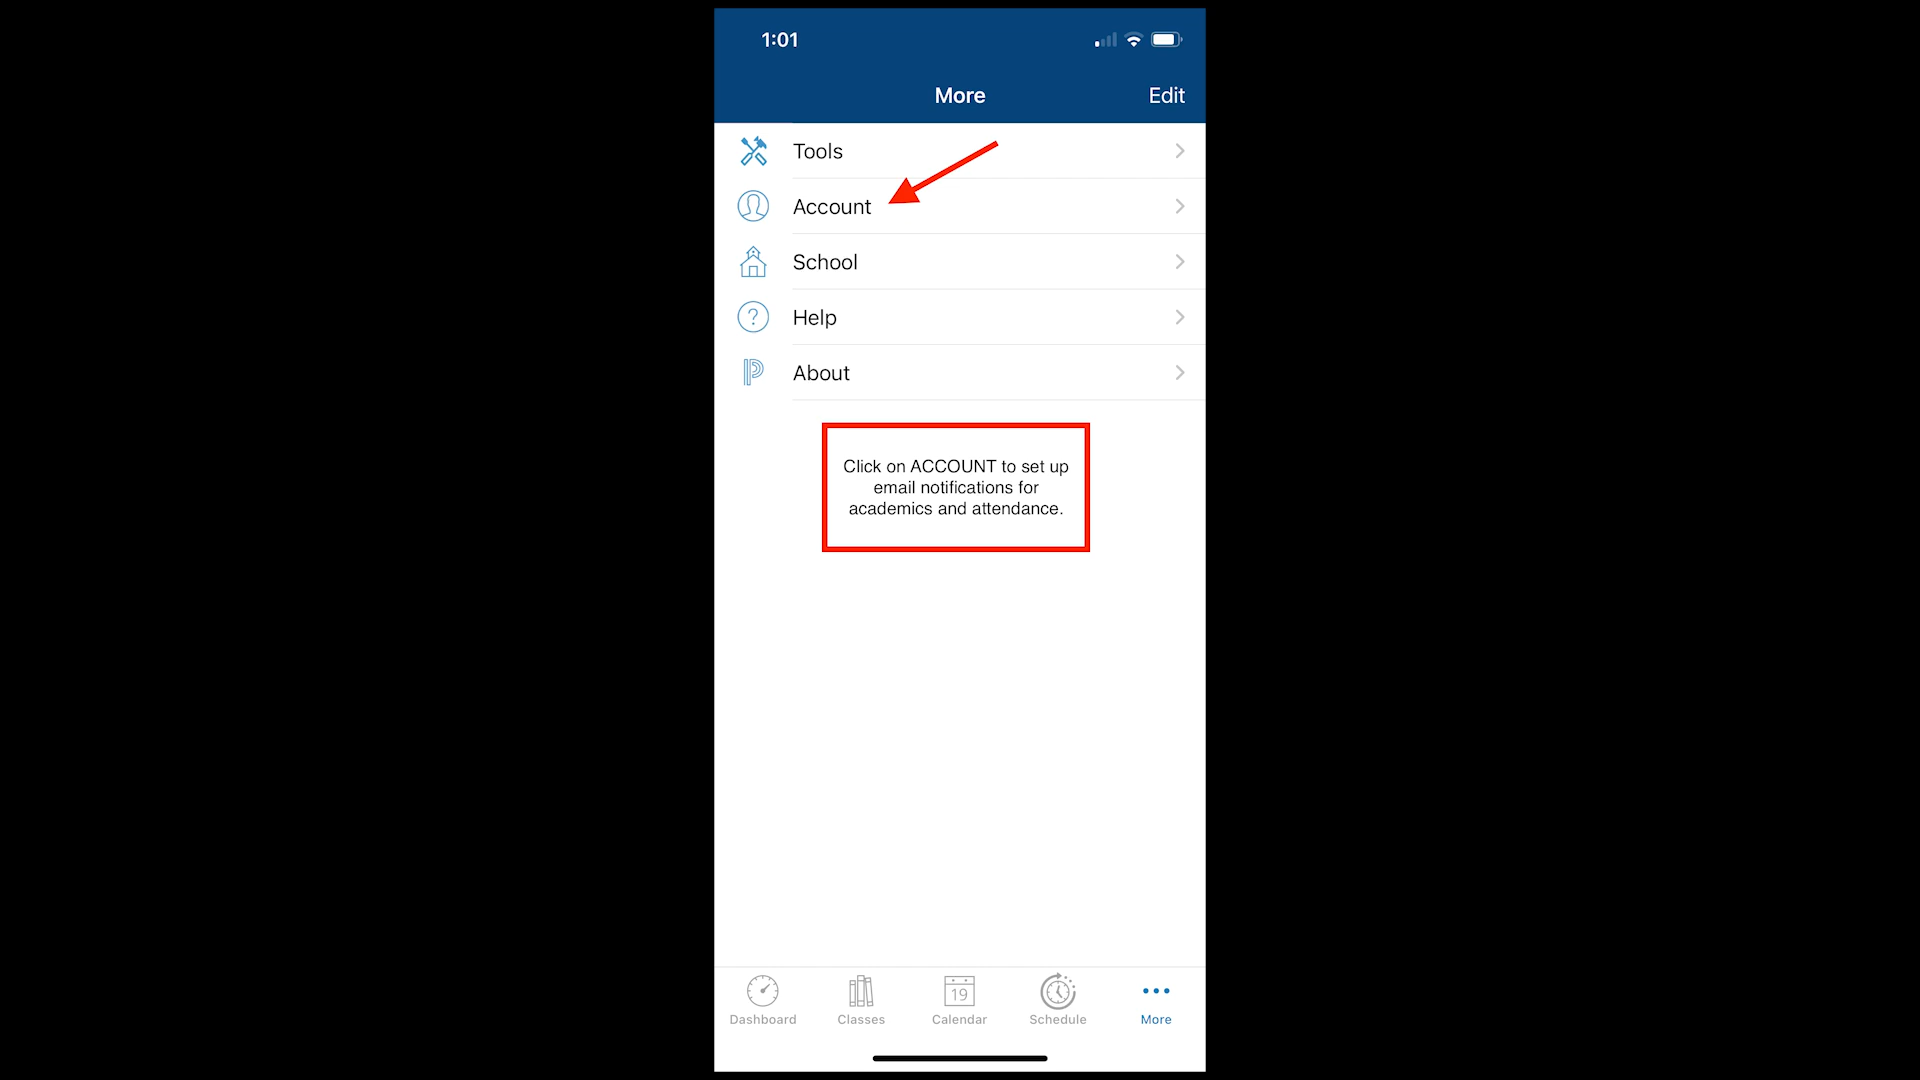 1:01
More
Edit
Tools
Account
School
?
Help
About
Click on ACCOUNT to set up
email notifications for
academics and attendance.
19
Dashboard
Classes
Calendar
Schedule
More